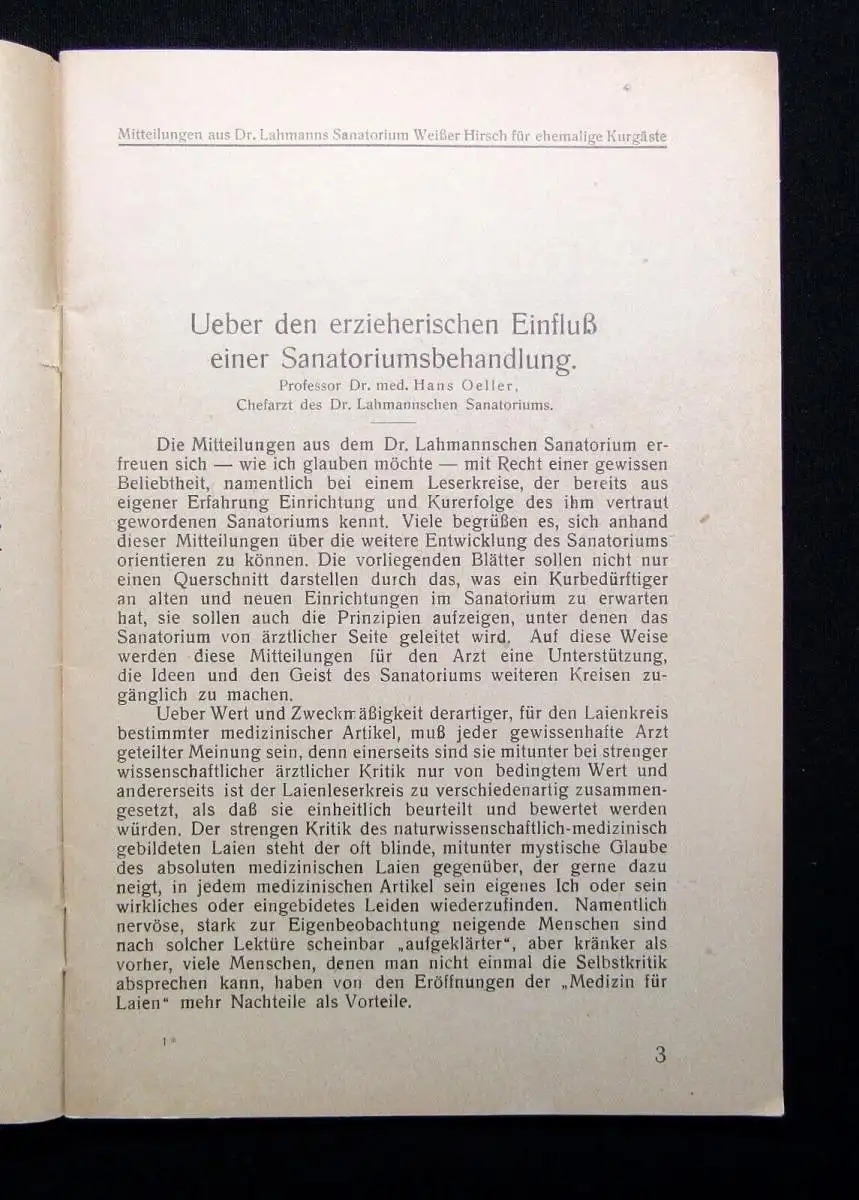 Mitteilungen aus Dr. Lahmanns Sanatorium Weißer Hirsch für ehemalige Kurgäste
Ueber den erzieherischen Einfluß
einer Sanatoriumsbehandlung.
Professor Dr. med. Hans Oeller,
Chefarzt des Dr. Lahmannschen Sanatoriums.
Die Mitteilungen aus dem Dr. Lahmannschen Sanatorium er-
freuen sich — wie ich glauben möchte — mit Recht einer gewissen
Beliebtheit, namentlich bei einem Leserkreise, der bereits aus
eigener Erfahrung Einrichtung und Kurerfolge des ihm vertraut
gewordenen Sanatoriums kennt. Viele begrüßen es, sich anhand
dieser Mitteilungen über die weitere Entwicklung des Sanatoriums
orientieren zu können. Die vorliegenden Blätter sollen nicht nur
einen Querschnitt darstellen durch das, was ein Kurbedürftiger
an alten und neuen Einrichtungen im Sanatorium zu erwarten
hat, sie sollen auch die Prinzipien aufzeigen, unter denen das
Sanatorium von ärztlicher Seite geleitet wird. Auf diese Weise
werden diese Mitteilungen für den Arzt eine Unterstützung,
die Ideen und den Geist des Sanatoriums weiteren Kreisen zu-
gänglich zu machen.
Ueber Wert und Zweckmäßigkeit derartiger, für den Laienkreis
bestimmter medizinischer Artikel, muß jeder gewissenhafte Arzt
geteilter Meinung sein, denn einerseits sind sie mitunter bei strenger
wissenschaftlicher ärztlicher Kritik nur von bedingtem Wert und
andererseits ist der Laienleserkreis zu verschiedenartig zusammen-
gesetzt, als daß sie einheitlich beurteilt und bewertet werden
würden. Der strengen Kritik des naturwissenschaftlich-medizinisch
gebildeten Laien steht der oft blinde, mitunter mystische Glaube
des absoluten medizinischen Laien gegenüber, der gerne dazu
neigt, in jedem medizinischen Artikel sein eigenes Ich oder sein
wirkliches oder eingebidetes Leiden wiederzufinden. Namentlich
nervöse, stark zur Eigenbeobachtung neigende Menschen sind
nach solcher Lektüre scheinbar „aufgeklärter“, aber kränker als
vorher, viele Menschen, denen man nicht einmal die Selbstkritik
absprechen kann, haben von den Eröffnungen der „Medizin für
Laien“ mehr Nachteile als Vorteile.
1*
3